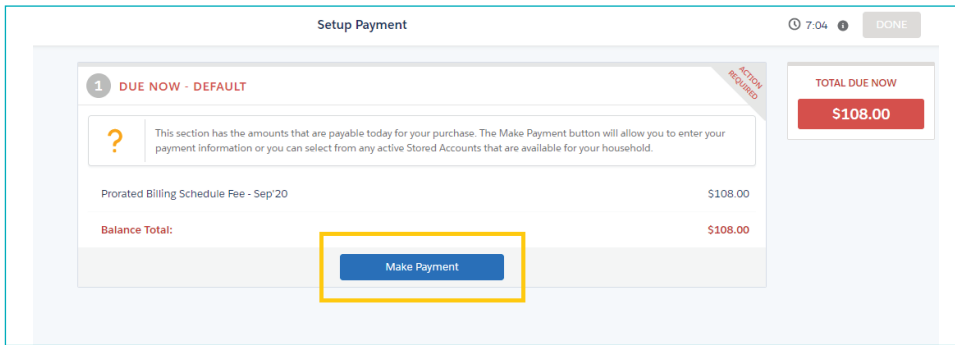 Setup Payment
7:04
DONE
1 DUE NOW - DEFAULT
ACTION
REQUIRED
? This section has the amounts that are payable today for your purchase. The Make Payment button will allow you to enter your
payment information or you can select from any active Stored Accounts that are available for your household.
Prorated Billing Schedule Fee - Sep'20 $108.00
Balance Total: $108.00
Make Payment
TOTAL DUE NOW
$108.00